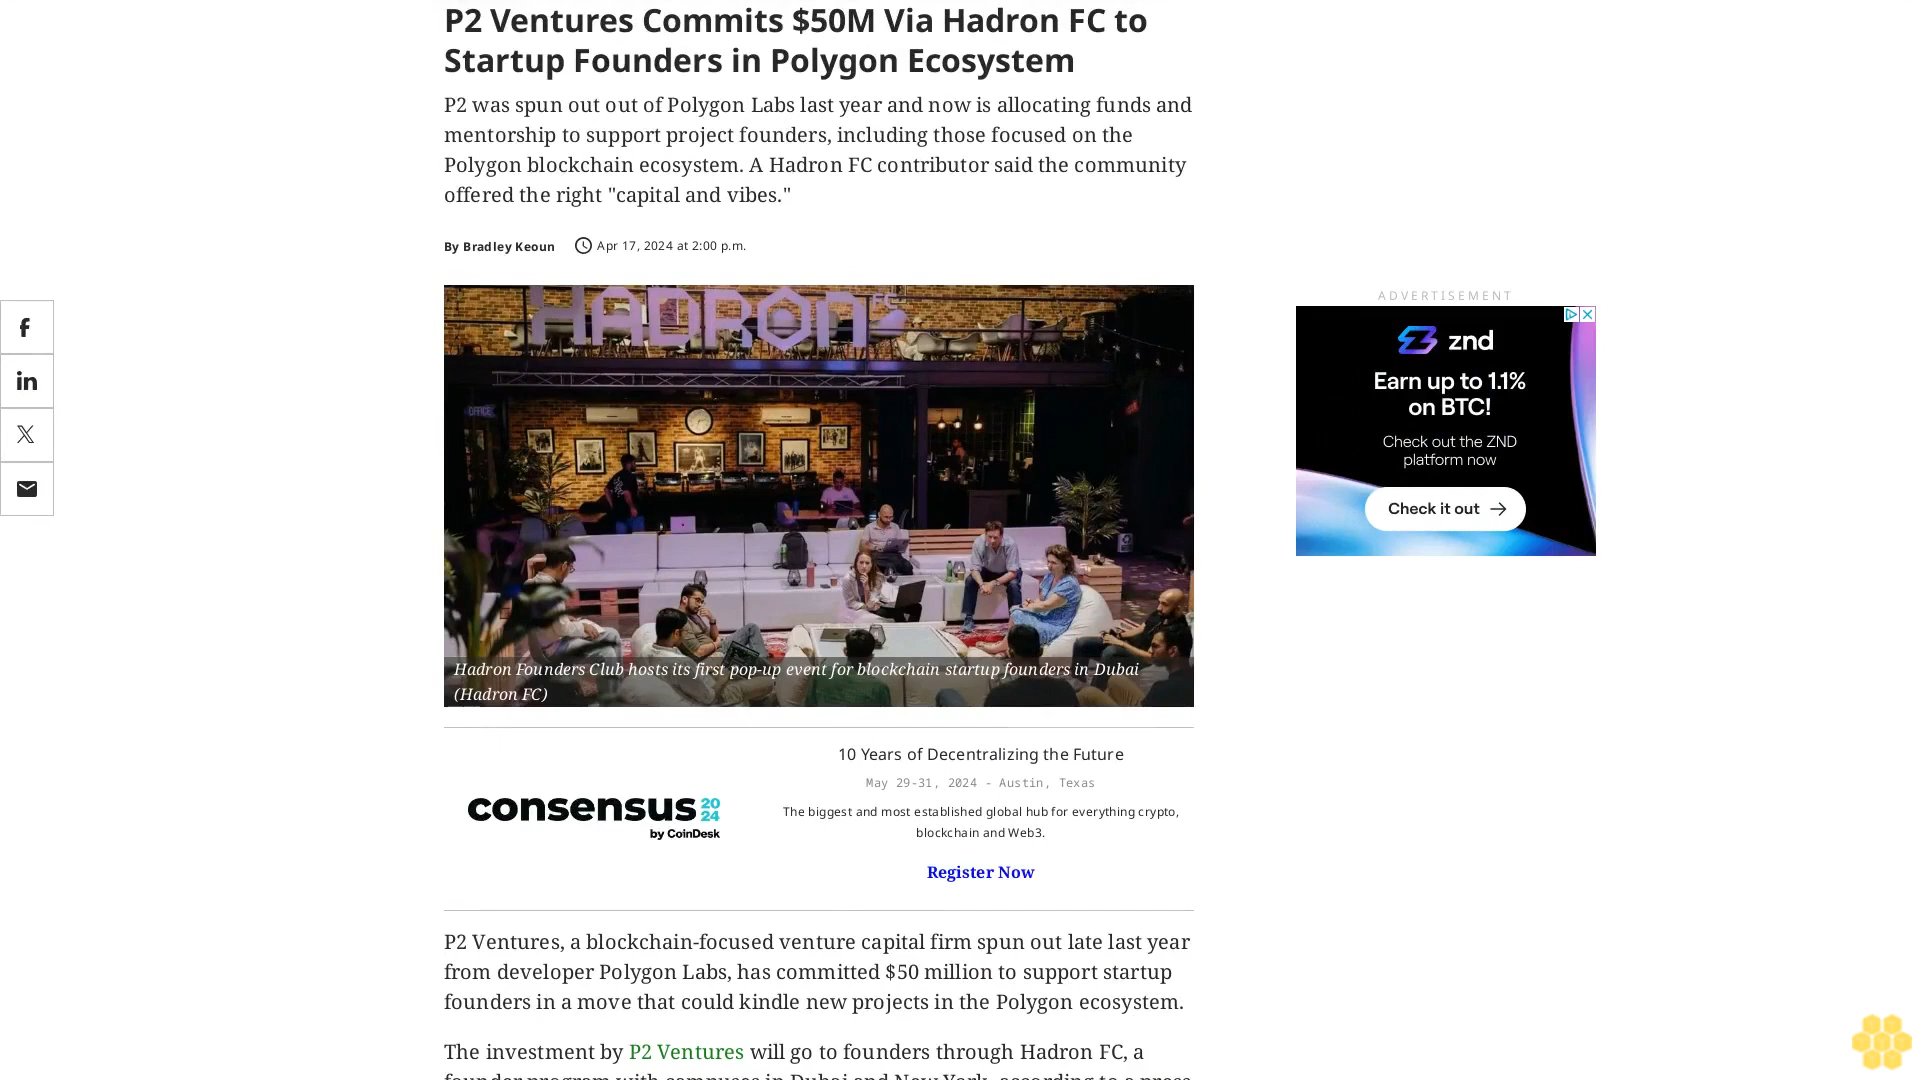 P2 Ventures Commits $50M Via Hadron FC to
Startup Founders in Polygon Ecosystem
P2 was spun out out of Polygon Labs last year and now is allocating funds and
mentorship to support project founders, including those focused on the
Polygon blockchain ecosystem. A Hadron FC contributor said the community
offered the right "capital and vibes."
By Bradley Keoun
Apr 17, 2024 at 2:00 p.m.
HADRON FC
OFFICE
Hadron Founders Club hosts its first pop-up event for blockchain startup founders in Dubai
(Hadron FC)
ADVERTISEMENT
znd
Earn up to 1.1%
on BTC!
Check out the ZND
platform now
Check it out
consensus 2024
by CoinDesk
10 Years of Decentralizing the Future
May 29-31, 2024 - Austin, Texas
The biggest and most established global hub for everything crypto,
blockchain and Web3.
Register Now
P2 Ventures, a blockchain-focused venture capital firm spun out late last year
from developer Polygon Labs, has committed $50 million to support startup
founders in a move that could kindle new projects in the Polygon ecosystem.
The investment by P2 Ventures will go to founders through Hadron FC, a
founder program with campuses in Dubai and New York, according to a press